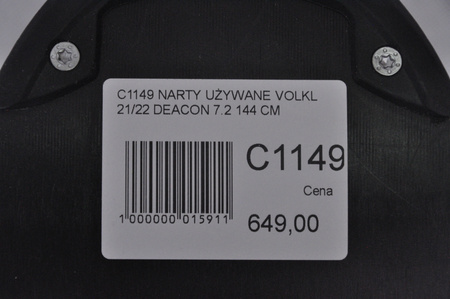 C1149 NARTY UŻYWANE VOLKL
21/22 DEACON 7.2 144 CM
C1149
Cena
1 000000 015911
649,00